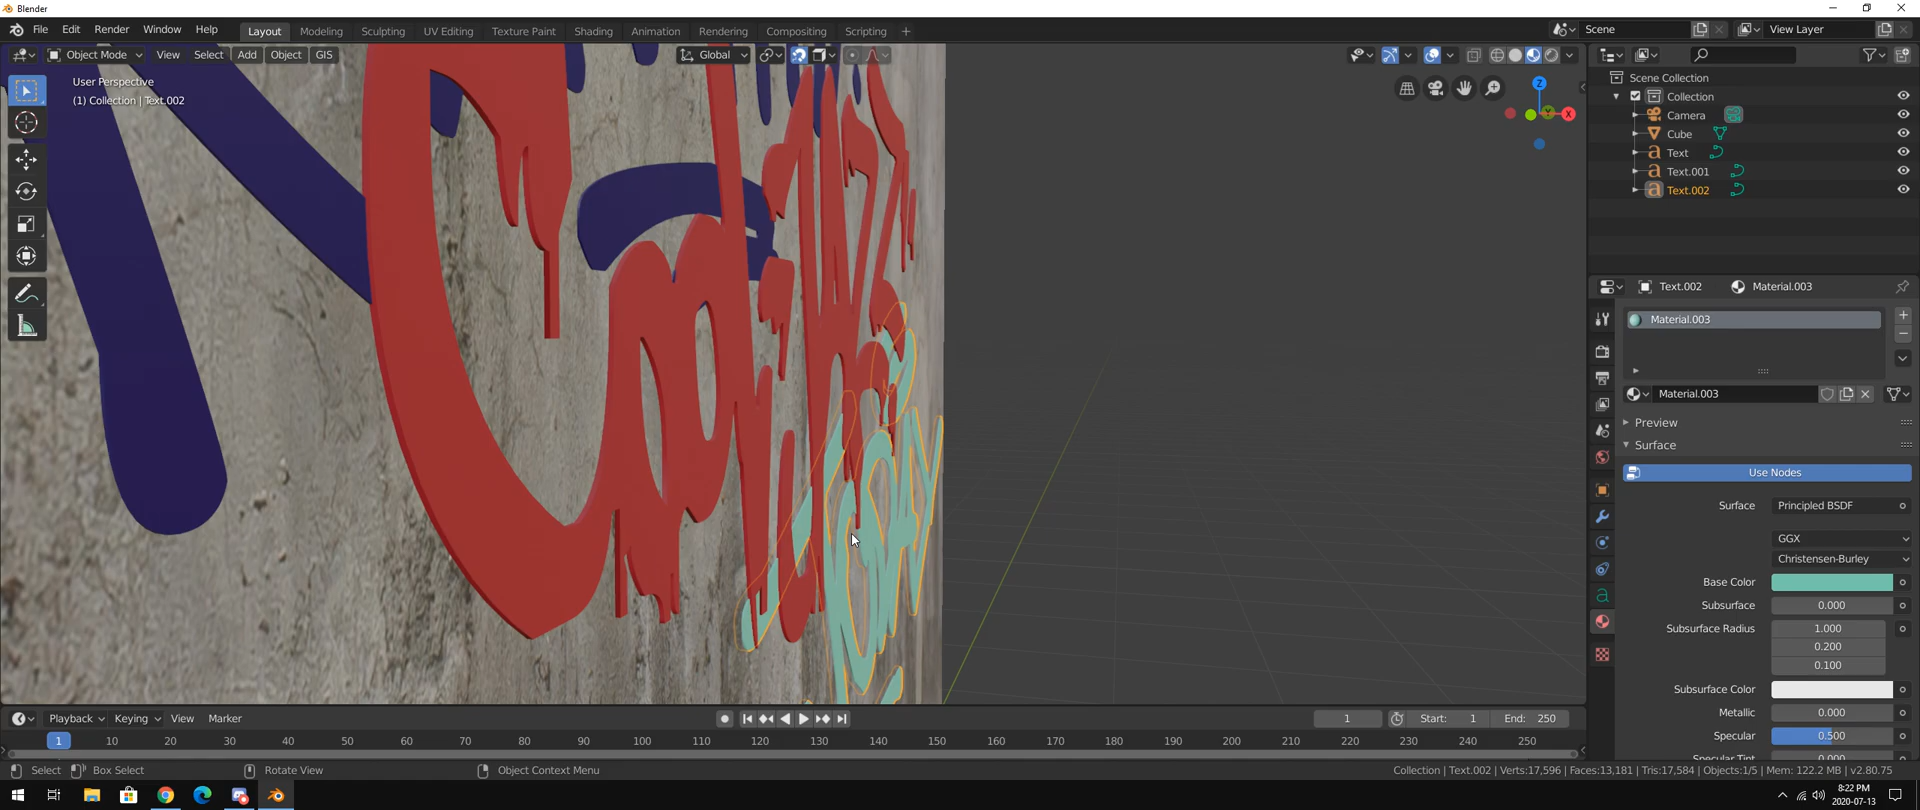 Blender
File Edit Render Window Help Layout Modeling Sculpting UV Editing Texture Paint Shading Animation Rendering Compositing Scripting + Scene View Layer
Object Mode View Select Add Object GIS Global
User Perspective
(1) Collection | Text.002
Z
Y
X
Scene Collection
Collection
Camera
Cube
Text
Text.001
Text.002
Text.002 Material.003
Material.003
Material.003
Preview
Surface
Use Nodes
Surface Principled BSDF
GGX
Christensen-Burley
Base Color
Subsurface 0.000
Subsurface Radius 1.000
0.200
0.100
Subsurface Color
Metallic 0.000
Specular 0.500
Specular Tint 0.000
Playback Keying View Marker 1 Start: 1 End: 250
1 10 20 30 40 50 60 70 80 90 100 110 120 130 140 150 160 170 180 190 200 210 220 230 240 250
Select Box Select Rotate View Object Context Menu Collection | Text.002 | Verts:17,596 | Faces:13,181 | Tris:17,584 | Objects:1/5 | Mem: 122.2 MB | v2.80.75
8:22 PM
2020-07-13